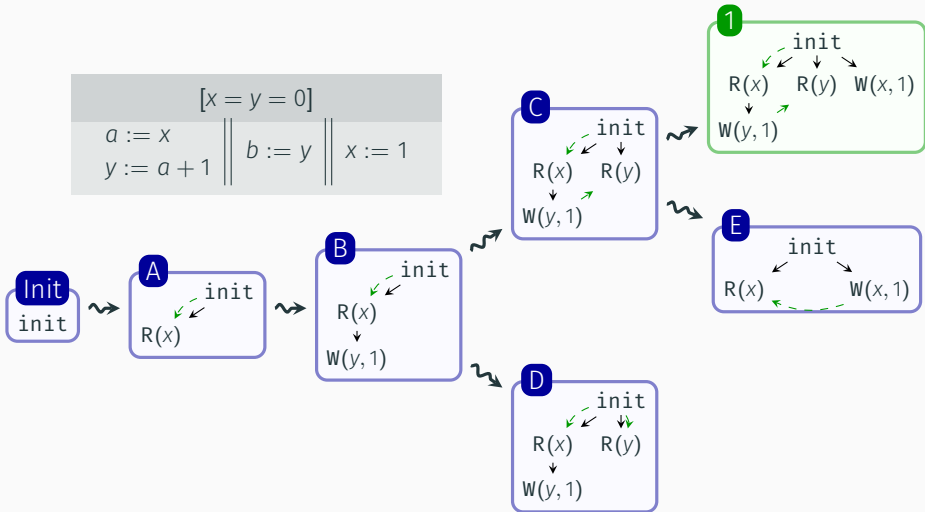 [x = y = 0]
a := x
y := a + 1
b := y
x := 1
Init
init
A
init
R(x)
B
init
R(x)
W(y, 1)
C
init
R(x) R(y)
W(y, 1)
D
init
R(x) R(y)
W(y, 1)
1
init
R(x) R(y) W(x, 1)
W(y, 1)
E
init
R(x) W(x, 1)